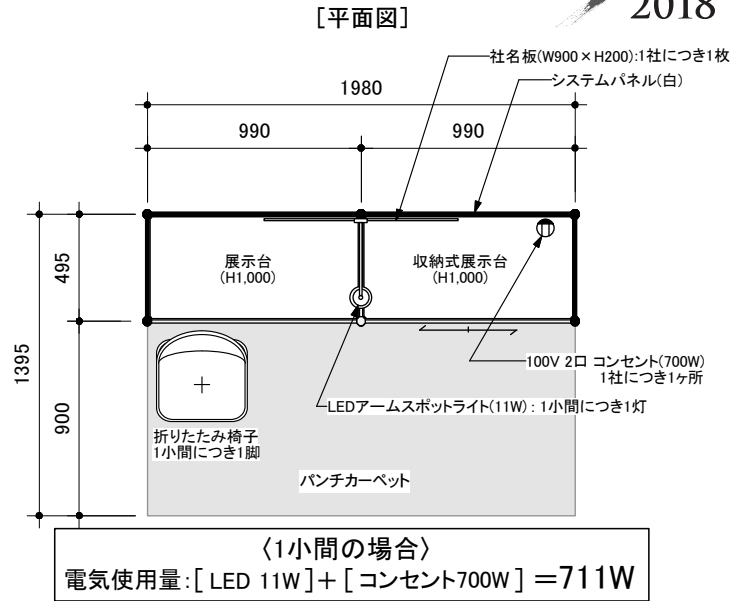 [平面図]
2018
社名板(W900×H200):1社につき1枚
システムパネル(白)
1980
990
990
495
展示台
(H1,000)
収納式展示台
(H1,000)
1395
900
100V 2口 コンセント(700W)
1社につき1ヶ所
LEDアームスポットライト(11W) : 1小間につき1灯
折りたたみ椅子
1小間につき1脚
パンチカーペット
〈1小間の場合〉
電気使用量:[ LED 11W ]+[ コンセント700W ] =711W